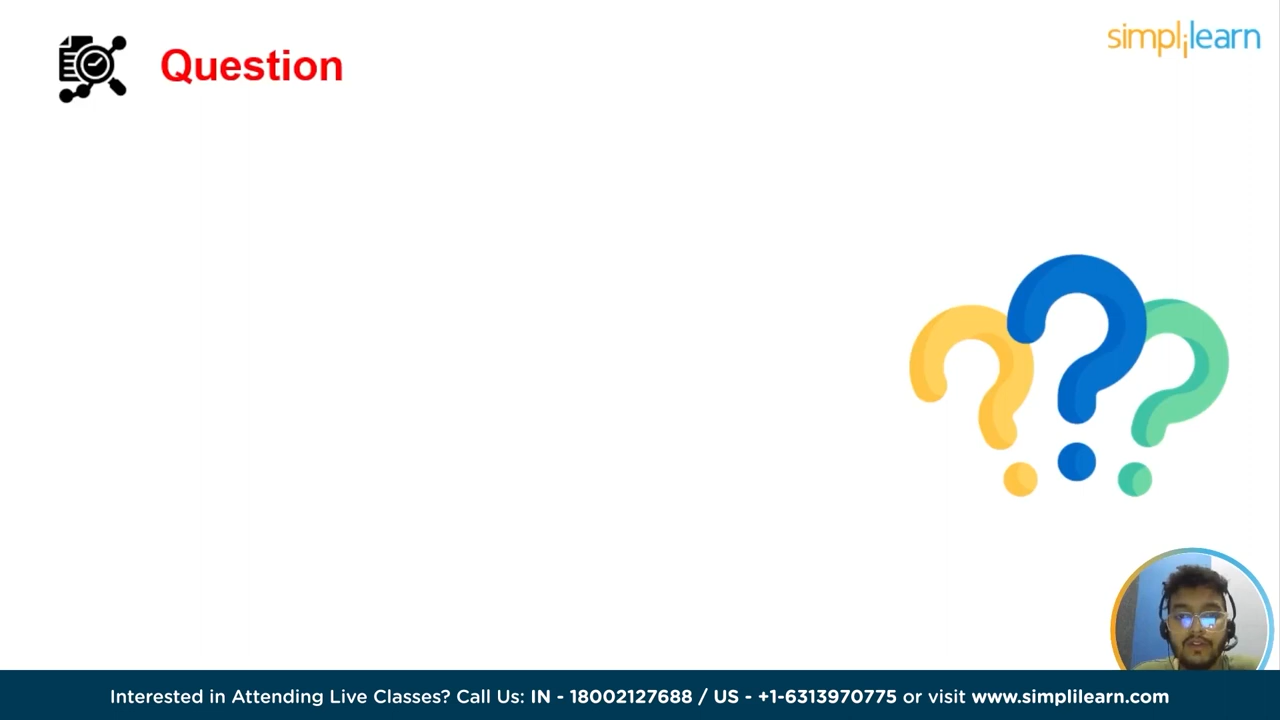 Question
simplilearn
Interested in Attending Live Classes? Call Us: IN - 18002127688 / US - +1-6313970775 or visit www.simplilearn.com